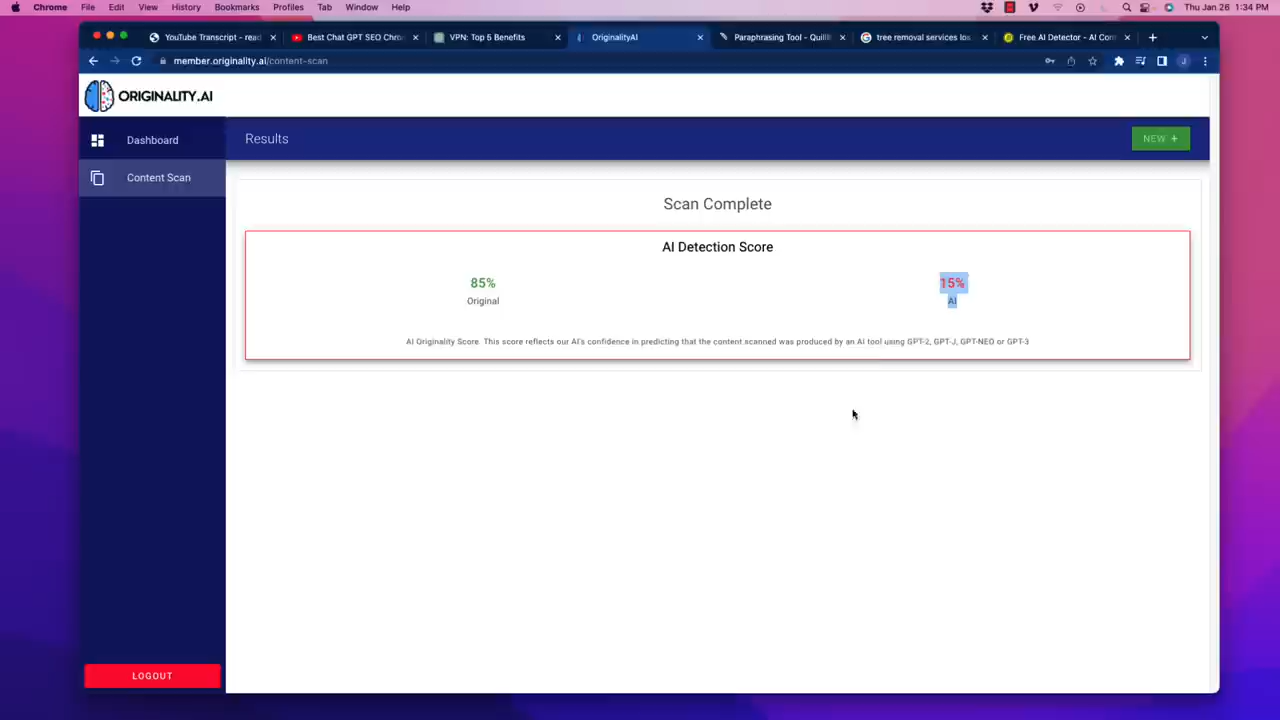 Chrome File Edit View History Bookmarks Profiles Tab Window Help Thu Jan 26 1:34 PM
YouTube Transcript - read Best Chat GPT SEO Chro VPN: Top 5 Benefits OriginalityAI Paraphrasing Tool - Quill tree removal services los Free AI Detector - AI Con
member.originality.ai/content-scan J
ORIGINALITY.AI
Dashboard
Content Scan
Results
NEW +
Scan Complete
AI Detection Score
85% 15%
Original AI
AI Originality Score. This score reflects our AI's confidence in predicting that the content scanned was produced by an AI tool using GPT-2, GPT-J, GPT-NEO or GPT-3
LOGOUT